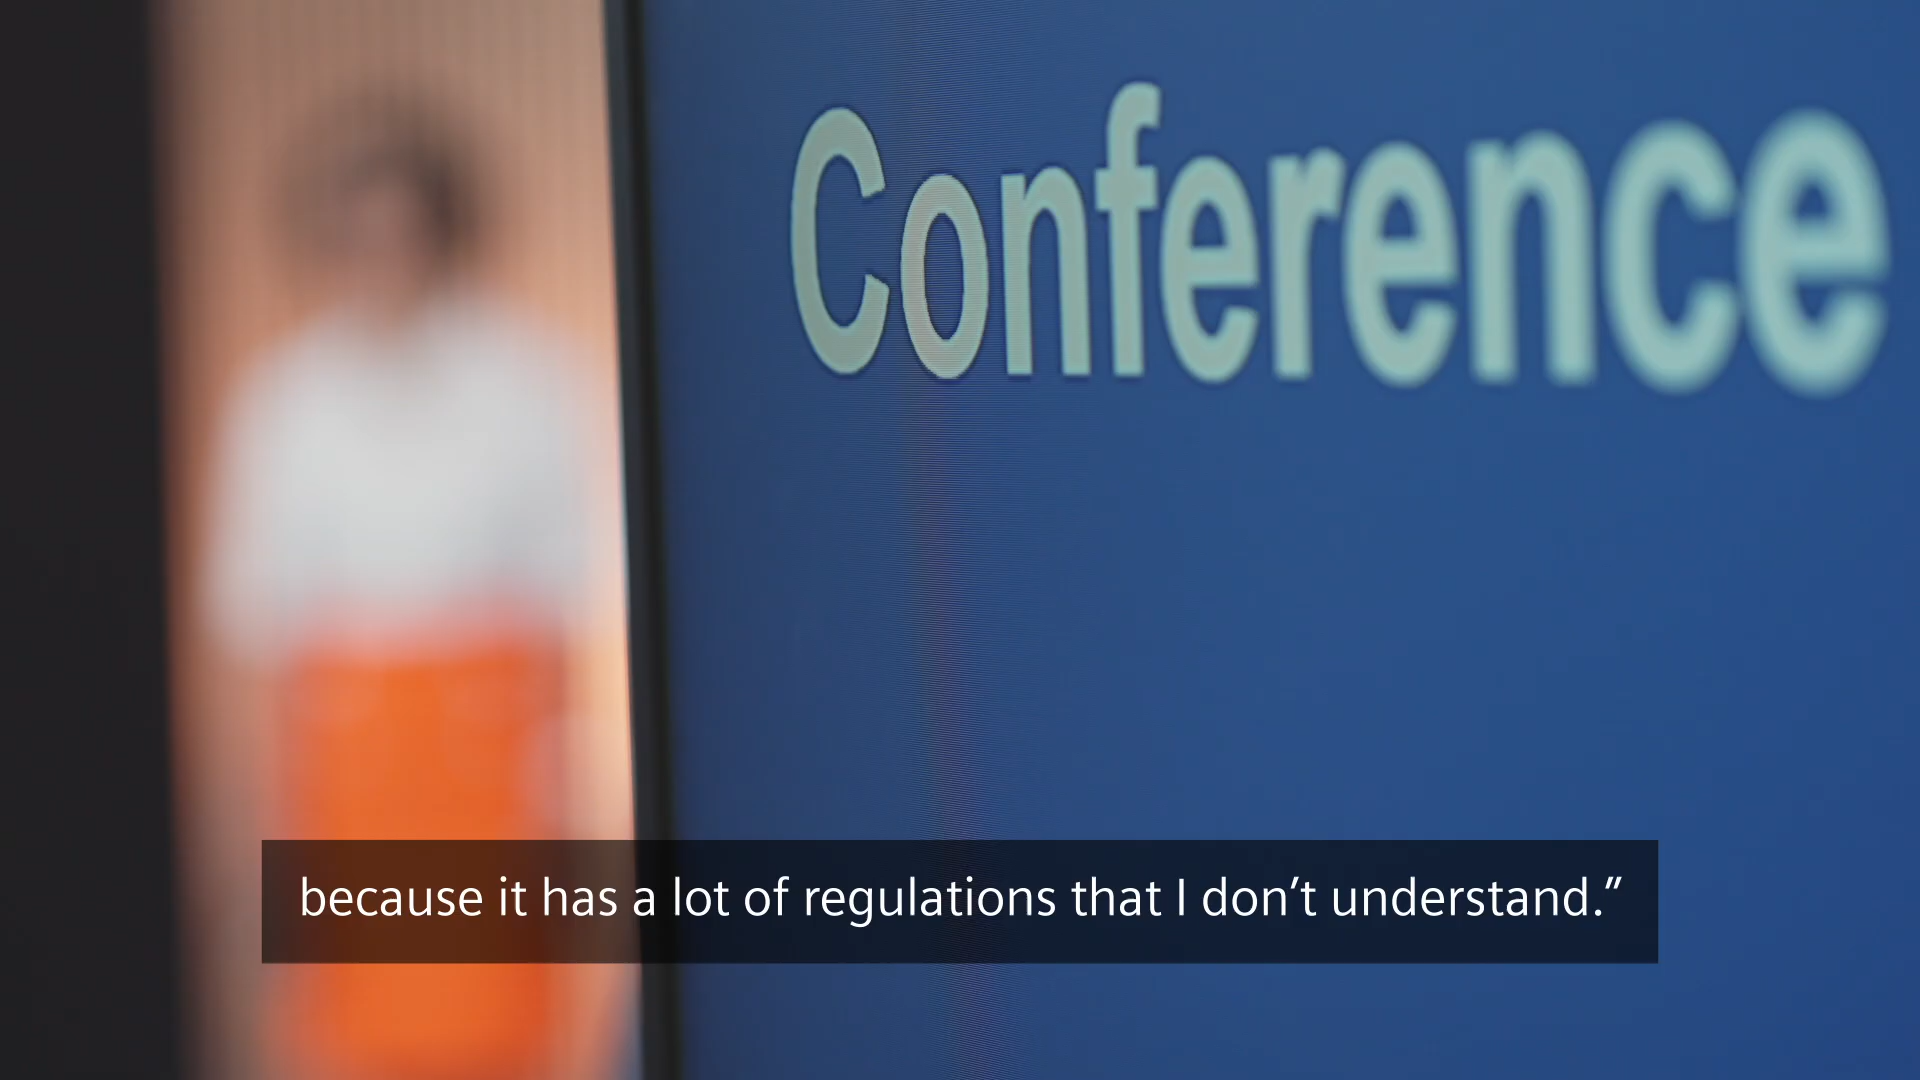 Conference
because it has a lot of regulations that I don’t understand.”